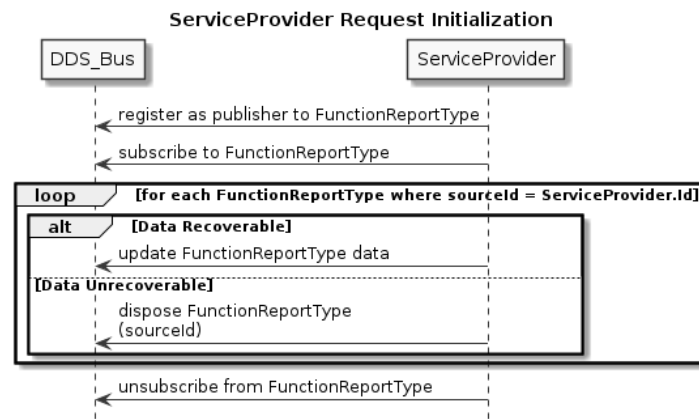 ServiceProvider Request Initialization
DDS_Bus
ServiceProvider
register as publisher to FunctionReportType
subscribe to FunctionReportType
loop [for each FunctionReportType where sourceId = ServiceProvider.Id]
alt [Data Recoverable]
update FunctionReportType data
[Data Unrecoverable]
dispose FunctionReportType
(sourceId)
unsubscribe from FunctionReportType